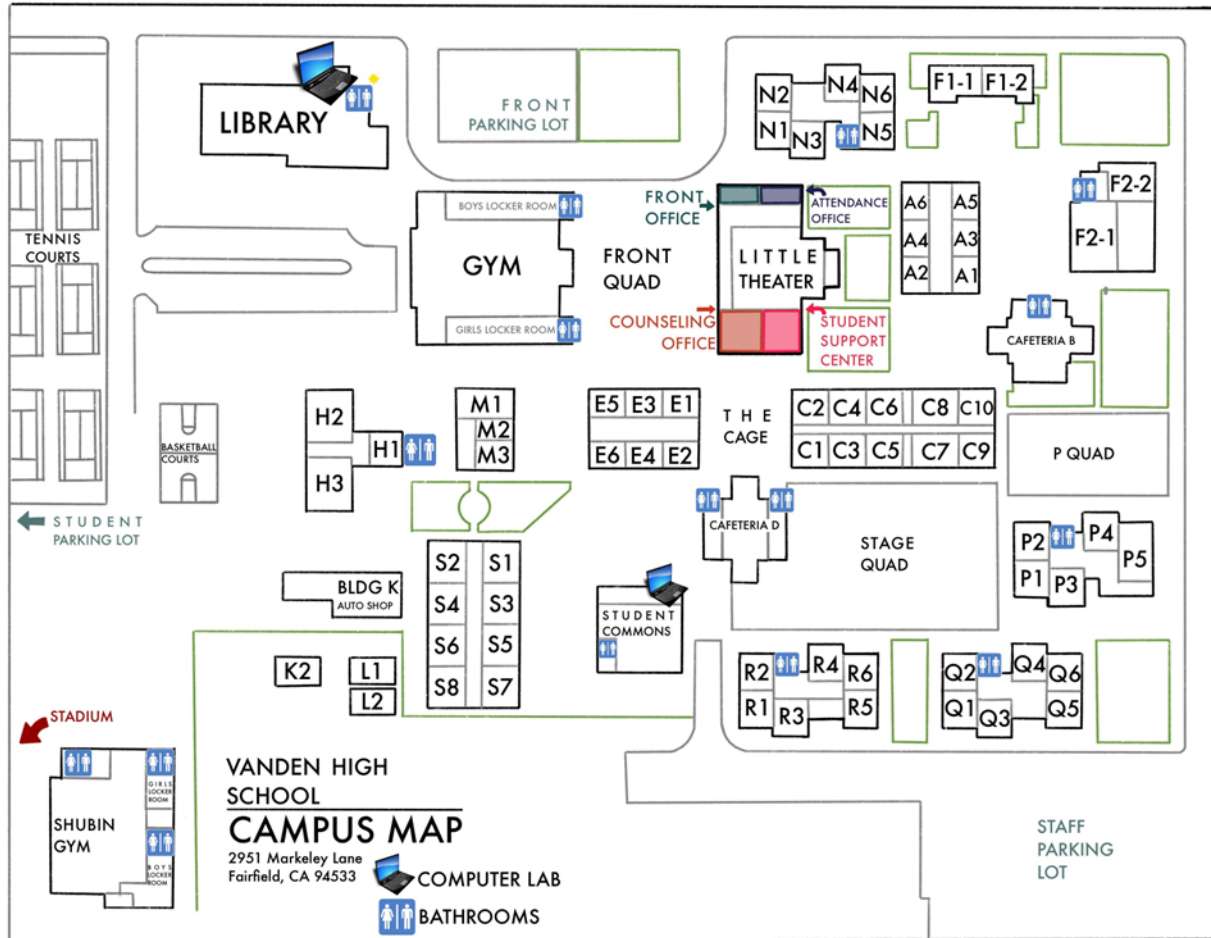 LIBRARY
FRONT
PARKING LOT
N2
N4
N6
N1
N3
N5
F1-1
F1-2
F2-2
F2-1
TENNIS
COURTS
BOYS LOCKER ROOM
GYM
GIRLS LOCKER ROOM
FRONT
QUAD
FRONT
OFFICE
ATTENDANCE
OFFICE
LITTLE
THEATER
COUNSELING
OFFICE
STUDENT
SUPPORT
CENTER
A6
A5
A4
A3
A2
A1
CAFETERIA B
BASKETBALL
COURTS
H2
H1
H3
M1
M2
M3
E5
E3
E1
E6
E4
E2
THE
CAGE
C2
C4
C6
C8
C10
C1
C3
C5
C7
C9
P QUAD
STUDENT
PARKING LOT
CAFETERIA D
STAGE
QUAD
P2
P4
P5
P1
P3
S2
S1
S4
S3
S6
S5
S8
S7
BLDG K
AUTO SHOP
STUDENT
COMMONS
K2
L1
L2
R2
R4
R6
R1
R3
R5
Q2
Q4
Q6
Q1
Q3
Q5
STADIUM
SHUBIN
GYM
GIRLS
LOCKER
ROOM
BOYS
LOCKER
ROOM
VANDEN HIGH
SCHOOL
CAMPUS MAP
2951 Markeley Lane
Fairfield, CA 94533
COMPUTER LAB
BATHROOMS
STAFF
PARKING
LOT